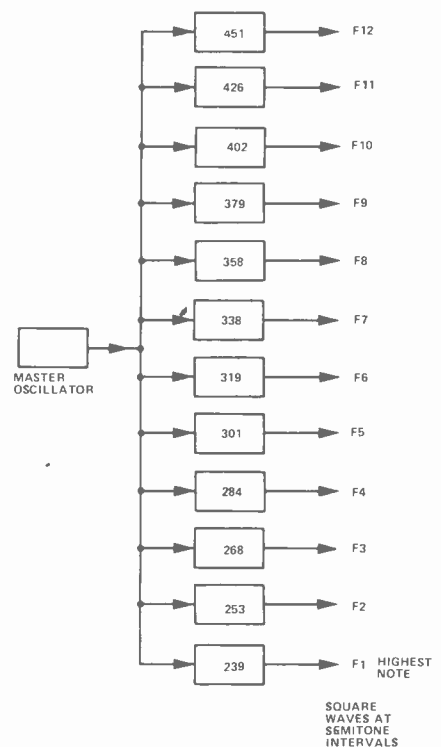 451 F12
426 F11
402 F10
379 F9
358 F8
338 F7
MASTER
OSCILLATOR
319 F6
301 F5
284 F4
268 F3
253 F2
239 F1 HIGHEST
NOTE
SQUARE
WAVES AT
SEMITONE
INTERVALS